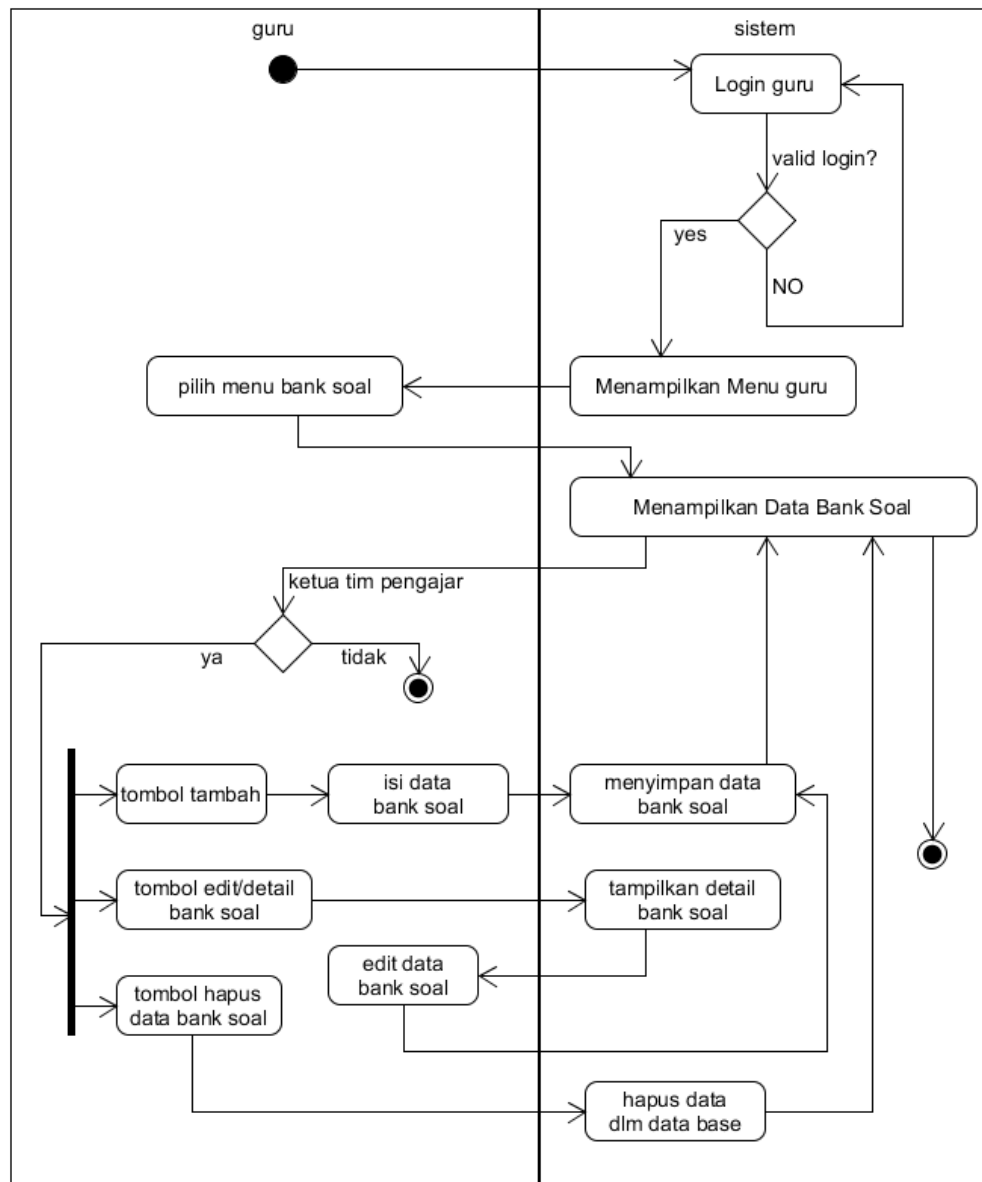 guru
sistem
Login guru
valid login?
yes
NO
pilih menu bank soal
Menampilkan Menu guru
Menampilkan Data Bank Soal
ketua tim pengajar
ya
tidak
tombol tambah
isi data
bank soal
menyimpan data
bank soal
tombol edit/detail
bank soal
tampilkan detail
bank soal
edit data
bank soal
tombol hapus
data bank soal
hapus data
dlm data base